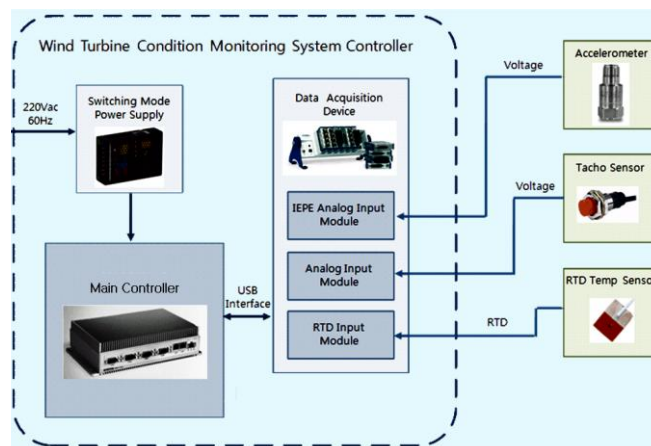 Wind Turbine Condition Monitoring System Controller
220Vac
60Hz
Switching Mode
Power Supply
Data Acquisition
Device
IEPE Analog Input
Module
Analog Input
Module
RTD Input
Module
Main Controller
USB
Interface
Voltage
Accelerometer
Voltage
Tacho Sensor
RTD
RTD Temp Sensor